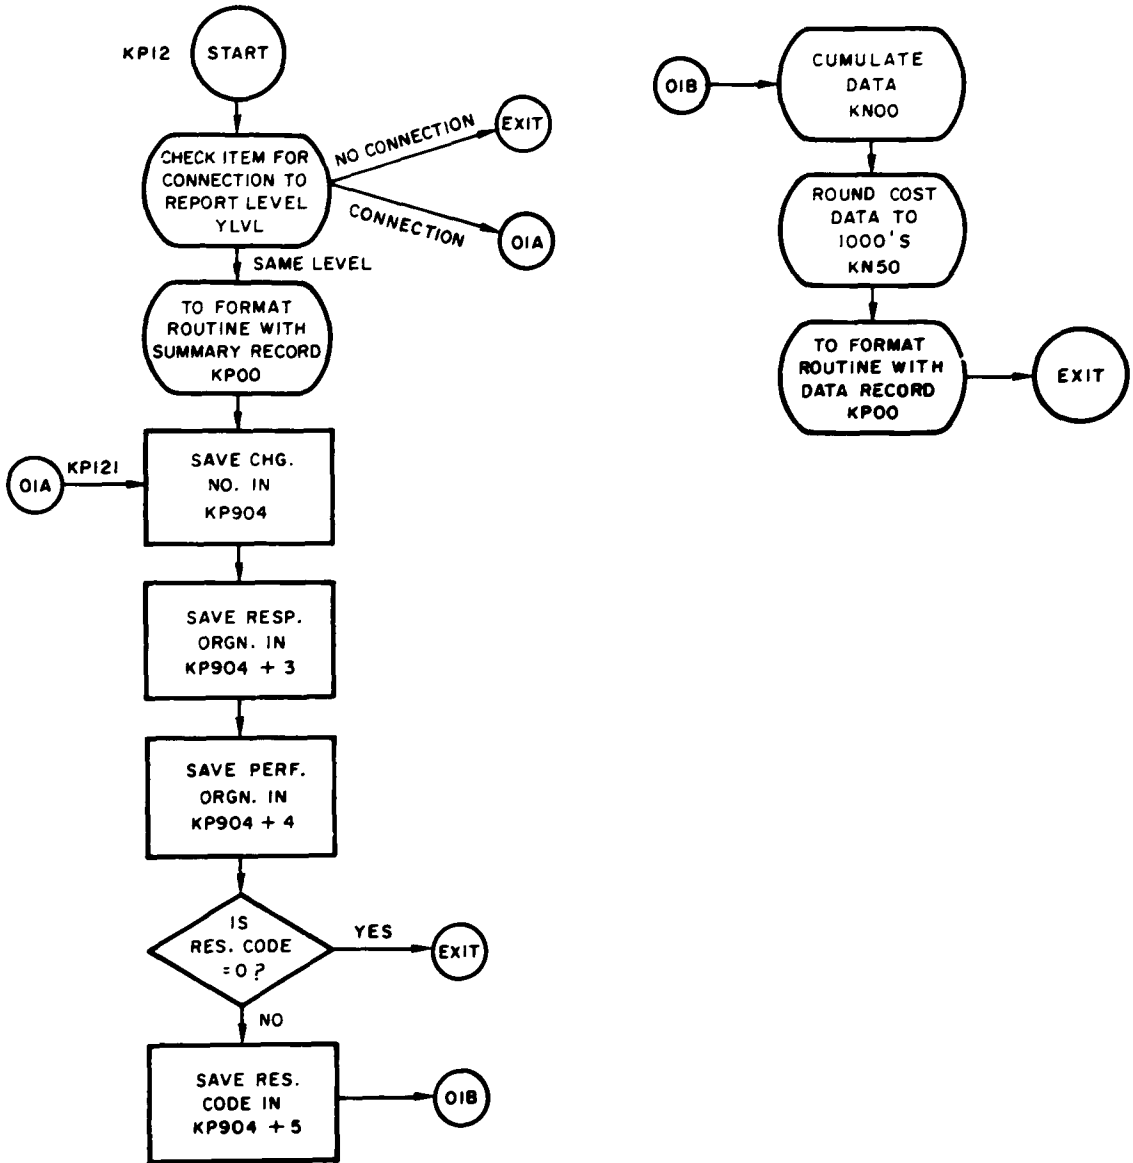 KP12
START
CHECK ITEM FOR
CONNECTION TO
REPORT LEVEL
YLVL
NO CONNECTION
EXIT
CONNECTION
01A
SAME LEVEL
TO FORMAT
ROUTINE WITH
SUMMARY RECORD
KP00
01A
KP121
SAVE CHG.
NO. IN
KP904
SAVE RESP.
ORGN. IN
KP904 + 3
SAVE PERF.
ORGN. IN
KP904 + 4
IS
RES. CODE
=0?
YES
EXIT
NO
SAVE RES.
CODE IN
KP904 + 5
01B
01B
CUMULATE
DATA
KN00
ROUND COST
DATA TO
1000'S
KN50
TO FORMAT
ROUTINE WITH
DATA RECORD
KP00
EXIT